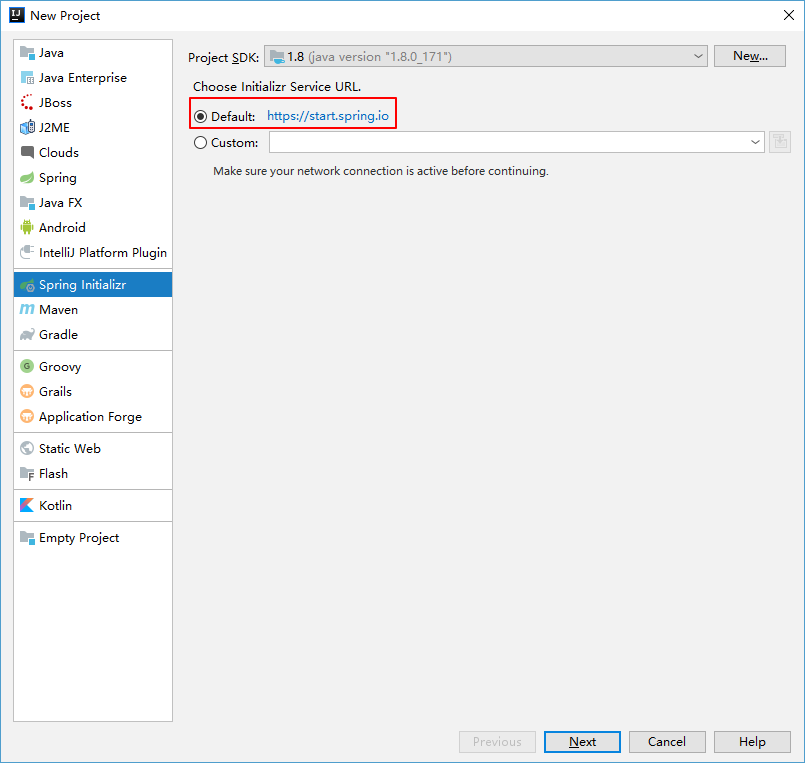 New Project
Java
Java Enterprise
JBoss
J2ME
Clouds
Spring
Java FX
Android
IntelliJ Platform Plugin
Spring Initializr
Maven
Gradle
Groovy
Grails
Application Forge
Static Web
Flash
Kotlin
Empty Project
Project SDK: 1.8 (java version "1.8.0_171") New...
Choose Initializr Service URL.
Default: https://start.spring.io
Custom:
Make sure your network connection is active before continuing.
Previous Next Cancel Help